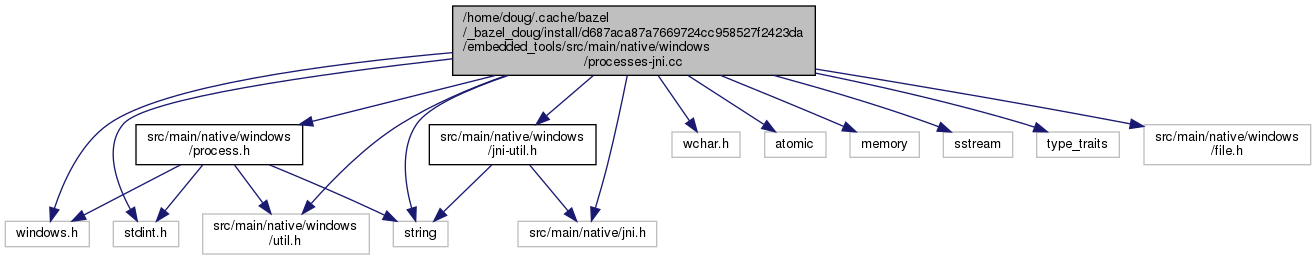 /home/doug/.cache/bazel
/_bazel_doug/install/d687aca87a7669724cc958527f2423da
/embedded_tools/src/main/native/windows
/processes-jni.cc
src/main/native/windows
/process.h
src/main/native/windows
/jni-util.h
wchar.h
atomic
memory
sstream
type_traits
src/main/native/windows
/file.h
windows.h
stdint.h
src/main/native/windows
/util.h
string
src/main/native/jni.h